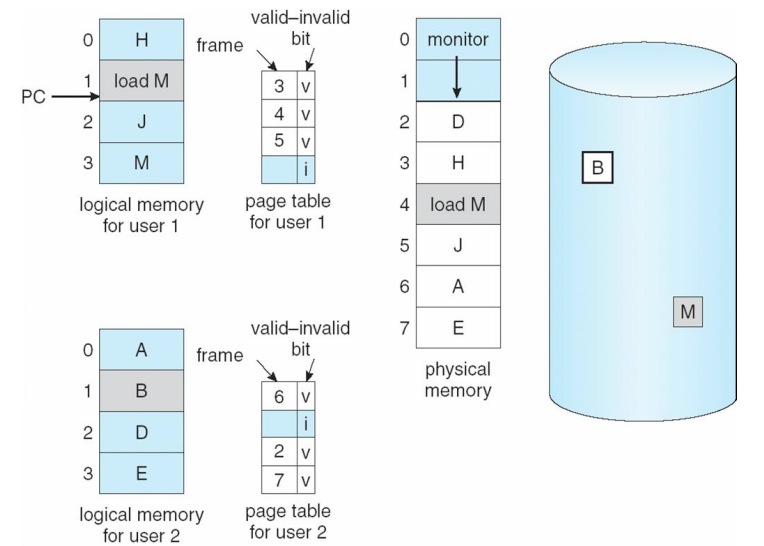 0 H
1 load M
PC
2 J
3 M
logical memory
for user 1
valid–invalid
bit
frame
3 v
4 v
5 v
i
page table
for user 1
0 monitor
1
2 D
3 H
4 load M
5 J
6 A
7 E
physical
memory
B
M
0 A
1 B
2 D
3 E
logical memory
for user 2
valid–invalid
bit
frame
6 v
i
2 v
7 v
page table
for user 2